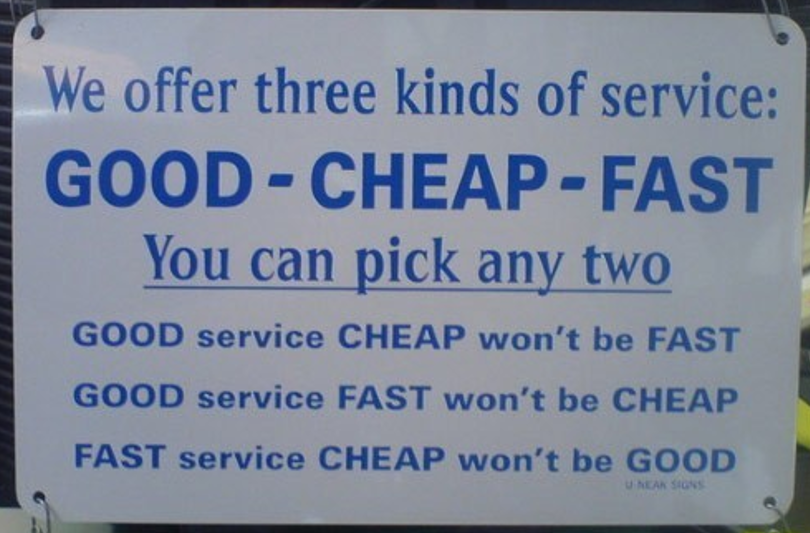 We offer three kinds of service:
GOOD - CHEAP - FAST
You can pick any two
GOOD service CHEAP won't be FAST
GOOD service FAST won't be CHEAP
FAST service CHEAP won't be GOOD
U-NEAK SIGNS